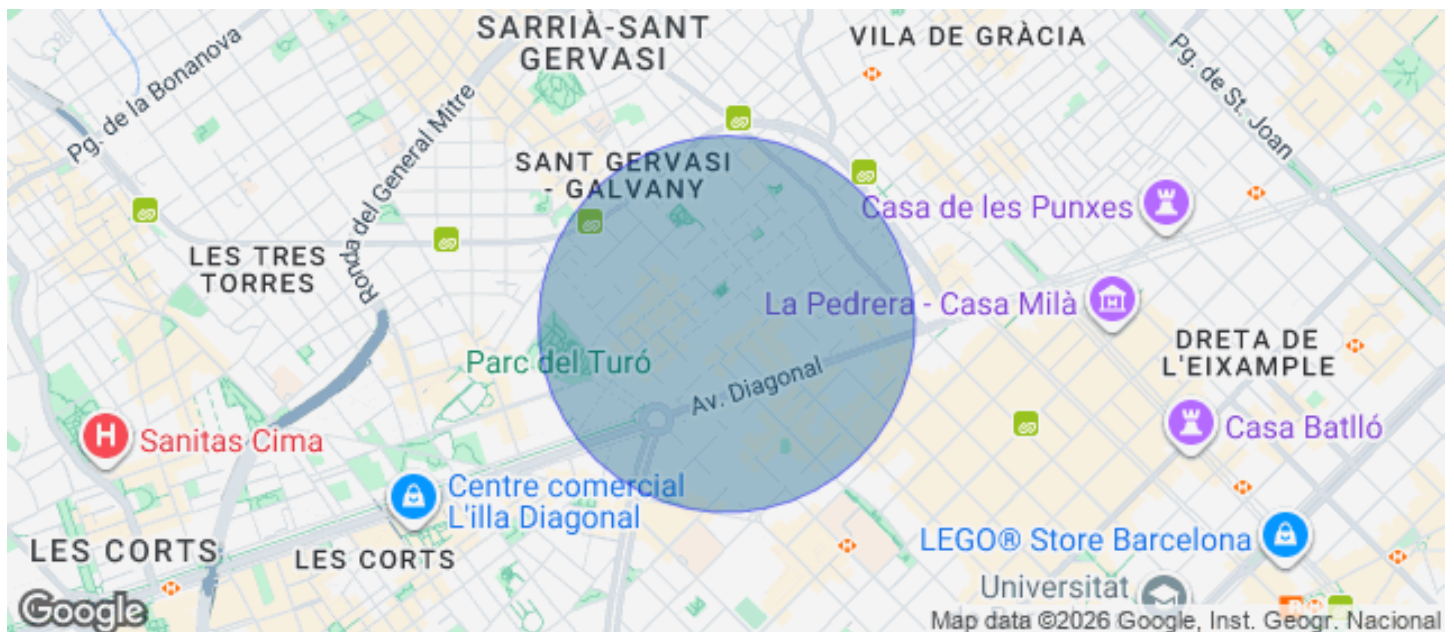 SARRIÀ-SANT
GERVASI
VILA DE GRÀCIA
Pg. de la Bonanova
Ronda del General Mitre
Pg. de St. Joan
SANT GERVASI
- GALVANY
Casa de les Punxes
LES TRES
TORRES
La Pedrera - Casa Milà
DRETA DE
L'EIXAMPLE
Parc del Turó
Av. Diagonal
H
Sanitas Cima
Casa Batlló
Centre comercial
L'illa Diagonal
LES CORTS
LES CORTS
LEGO® Store Barcelona
Universitat
Google
Map data ©2026 Google, Inst. Geogr. Nacional